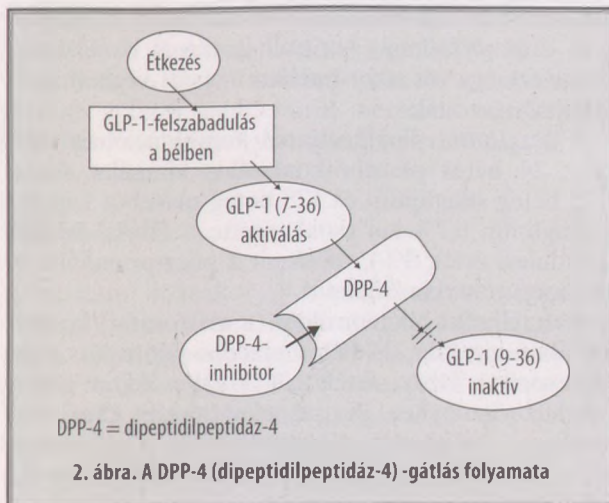 Étkezés
GLP-1-felszabadulás
a bélben
GLP-1 (7-36)
aktiválás
DPP-4
DPP-4-
inhibitor
GLP-1 (9-36)
inaktív
DPP-4 = dipeptidilpeptidáz-4
2. ábra. A DPP-4 (dipeptidilpeptidáz-4) -gátlás folyamata